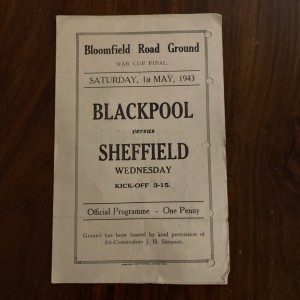 Bloomfield Road Ground
WAR CUP FINAL.
SATURDAY, 1st MAY, 1943
BLACKPOOL
versus
SHEFFIELD
WEDNESDAY
KICK-OFF 3-15.
Official Programme - One Penny
Ground has been loaned by kind permission of
Air-Commodore J. H. Simpson.